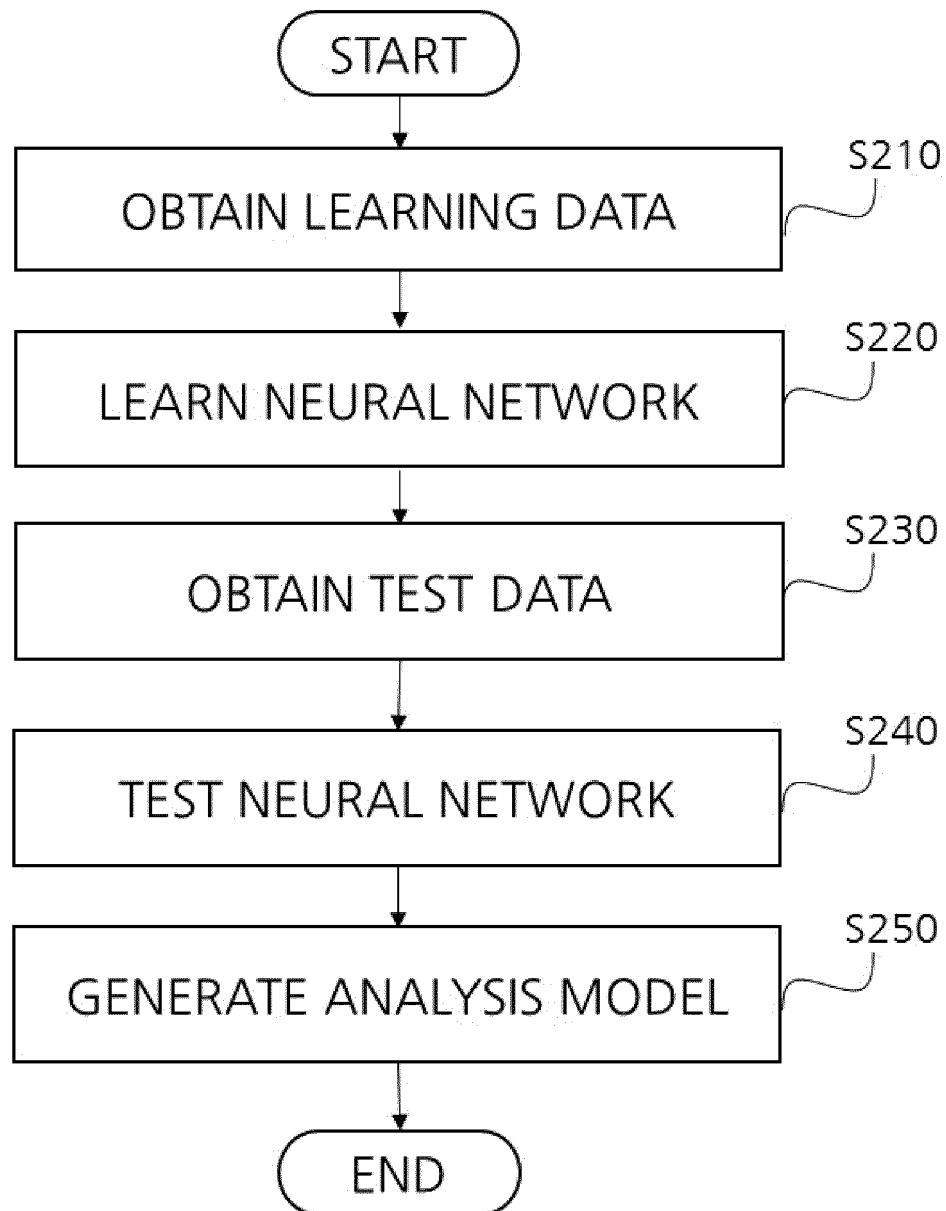 START
S210
OBTAIN LEARNING DATA
S220
LEARN NEURAL NETWORK
S230
OBTAIN TEST DATA
S240
TEST NEURAL NETWORK
S250
GENERATE ANALYSIS MODEL
END